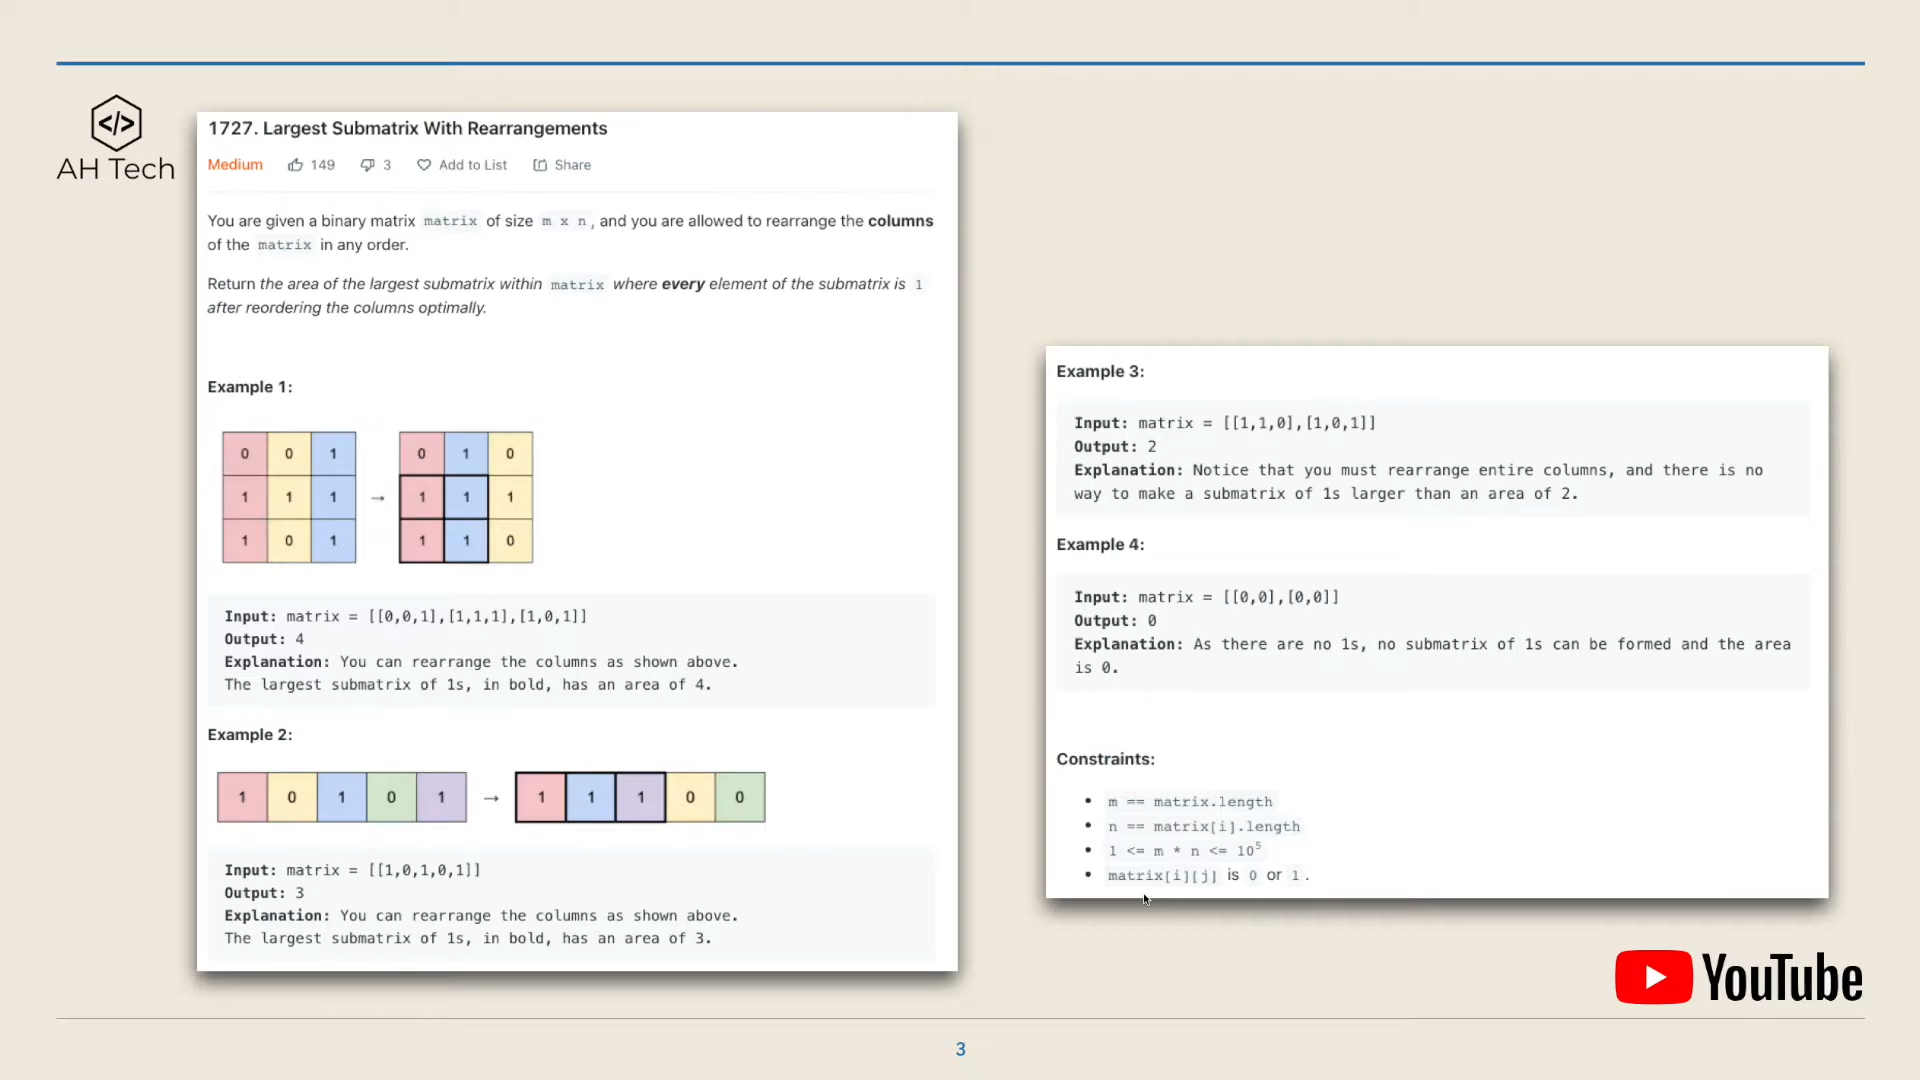 </>
AH Tech
1727. Largest Submatrix With Rearrangements
Medium 149 3 Add to List Share
You are given a binary matrix matrix of size m x n, and you are allowed to rearrange the columns
of the matrix in any order.
Return the area of the largest submatrix within matrix where every element of the submatrix is 1
after reordering the columns optimally.
Example 1:
0 0 1 0 1 0
1 1 1 → 1 1 1
1 0 1 1 1 0
Input: matrix = [[0,0,1],[1,1,1],[1,0,1]]
Output: 4
Explanation: You can rearrange the columns as shown above.
The largest submatrix of 1s, in bold, has an area of 4.
Example 2:
1 0 1 0 1 → 1 1 1 0 0
Input: matrix = [[1,0,1,0,1]]
Output: 3
Explanation: You can rearrange the columns as shown above.
The largest submatrix of 1s, in bold, has an area of 3.
Example 3:
Input: matrix = [[1,1,0],[1,0,1]]
Output: 2
Explanation: Notice that you must rearrange entire columns, and there is no
way to make a submatrix of 1s larger than an area of 2.
Example 4:
Input: matrix = [[0,0],[0,0]]
Output: 0
Explanation: As there are no 1s, no submatrix of 1s can be formed and the area
is 0.
Constraints:
• m == matrix.length
• n == matrix[i].length
• 1 <= m * n <= 10⁵
• matrix[i][j] is 0 or 1.
YouTube
3